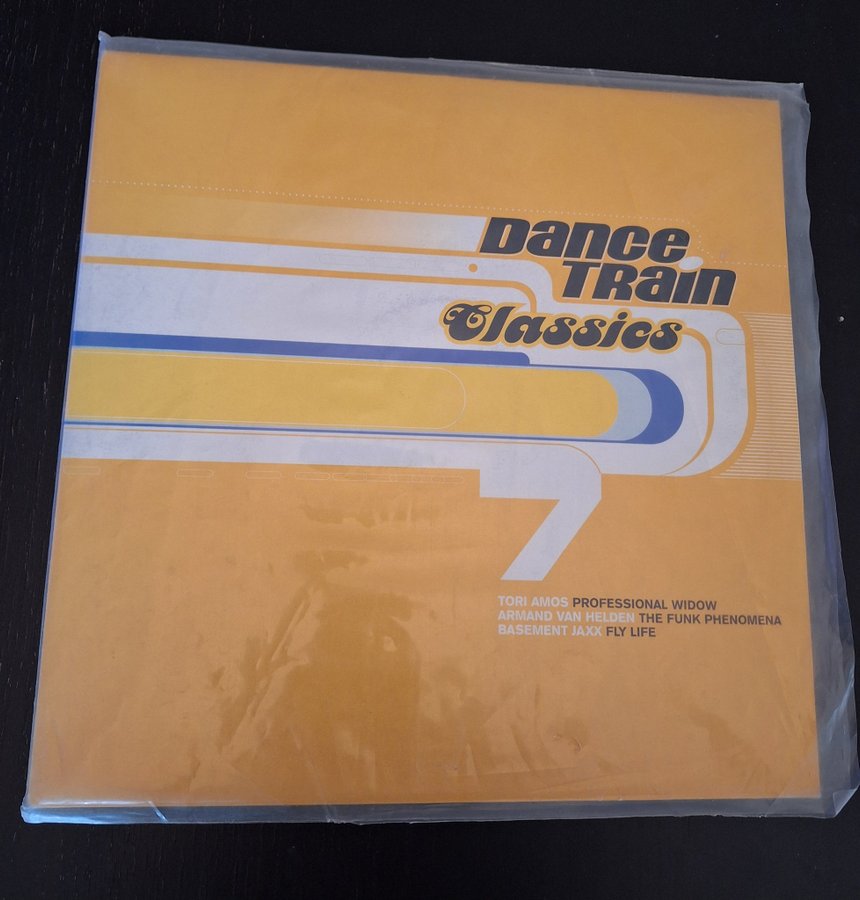 Dance
Train
Classics
7
TORI AMOS PROFESSIONAL WIDOW
ARMAND VAN HELDEN THE FUNK PHENOMENA
BASEMENT JAXX FLY LIFE